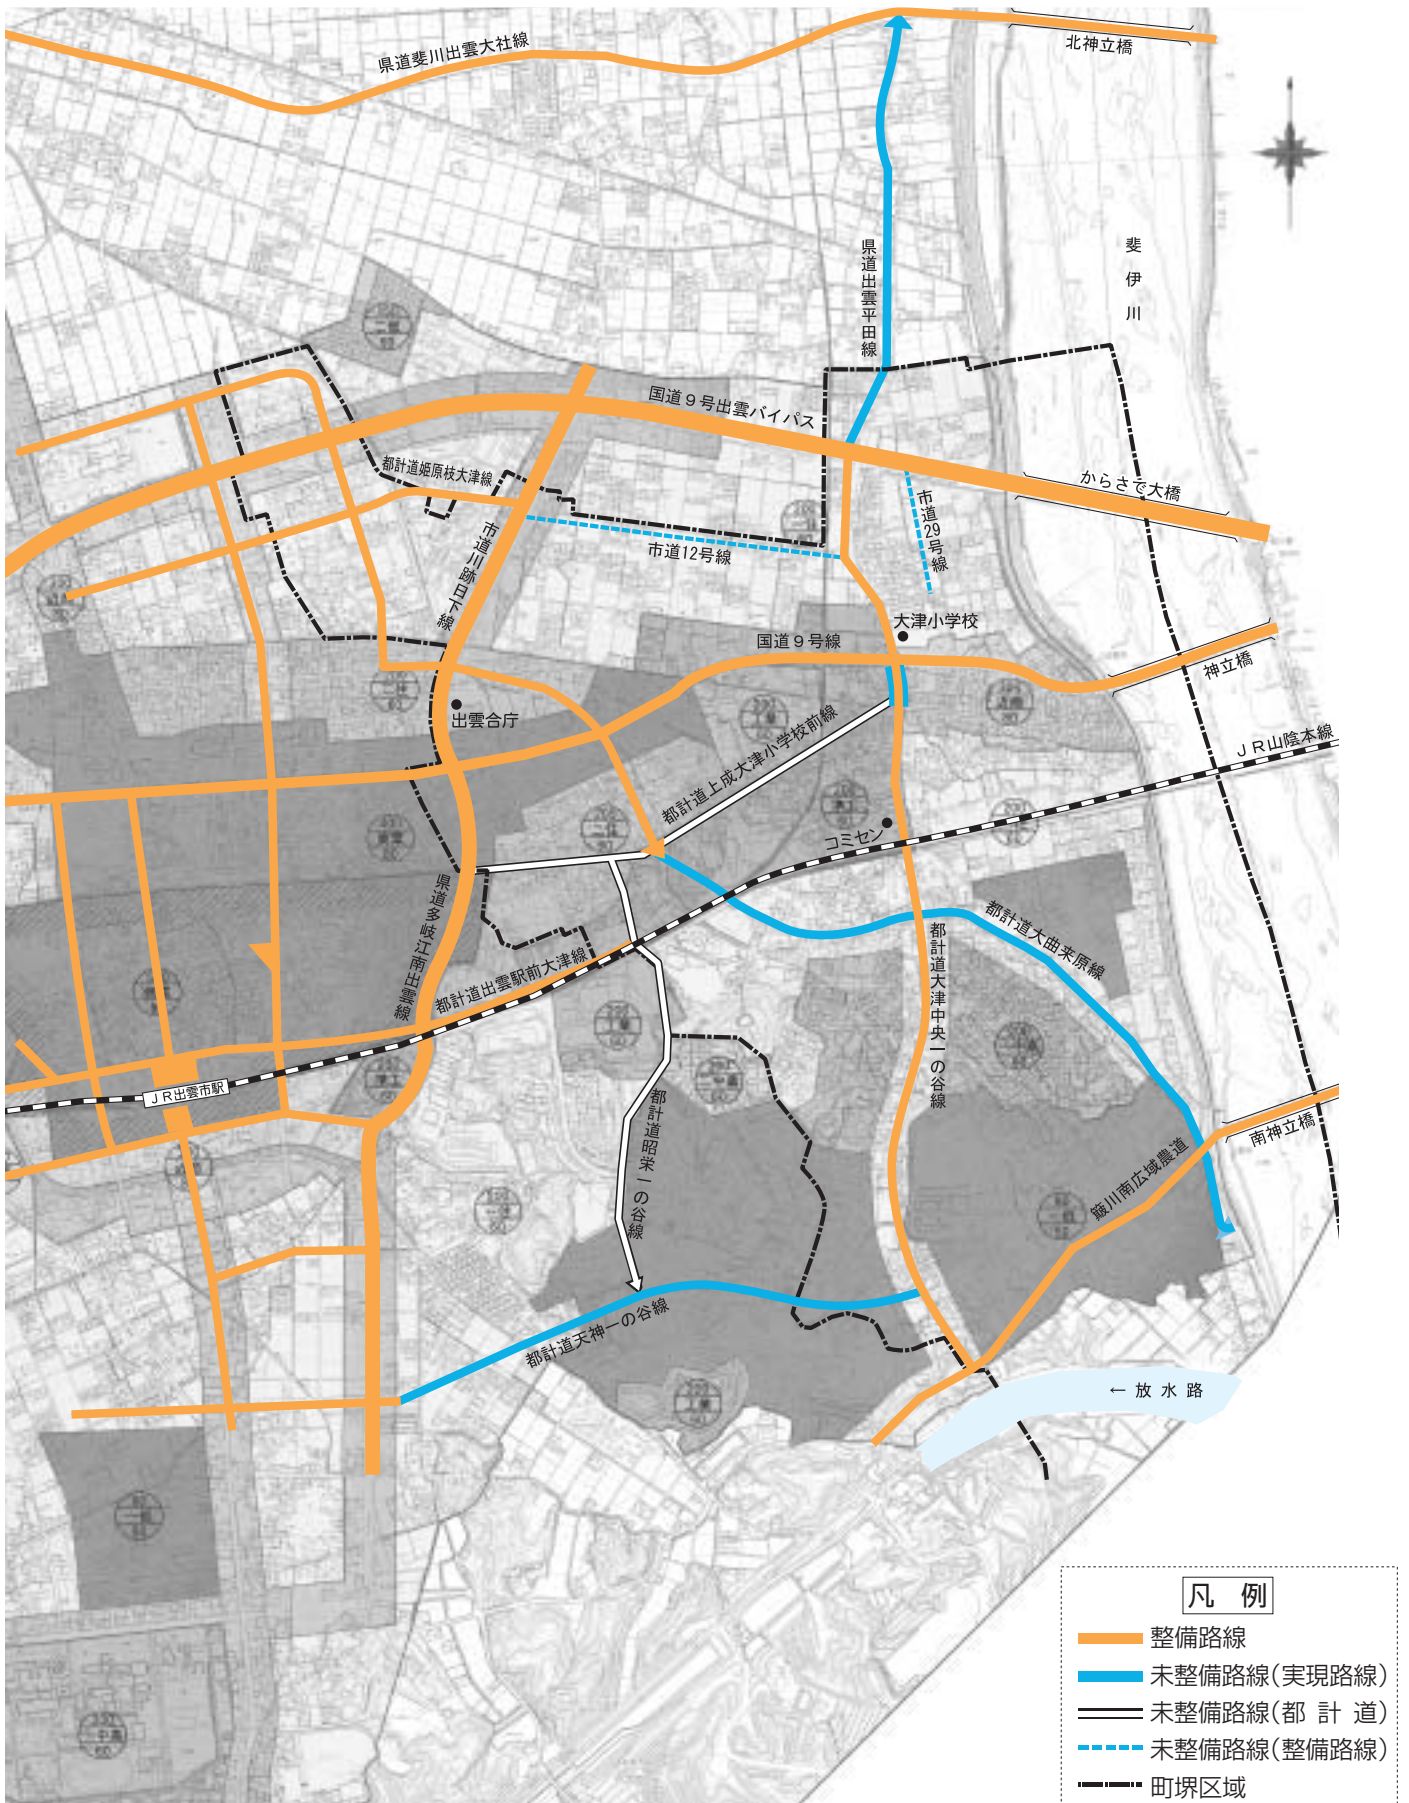 県道斐川出雲大社線
北神立橋
斐伊川
県道出雲平田線
国道９号出雲バイパス
都計道姫原枝大津線
からさで大橋
市道29号線
市道12号線
市道川跡日下線
大津小学校
国道９号線
神立橋
出雲合庁
ＪＲ山陰本線
都計道上成大津小学校前線
コミセン
県道多岐江南出雲線
都計道大曲来原線
都計道大津中央一の谷線
都計道出雲駅前大津線
ＪＲ出雲市駅
都計道昭栄一の谷線
南神立橋
簸川南広域農道
都計道天神一の谷線
←放水路
凡 例
整備路線
未整備路線(実現路線)
未整備路線(都 計 道)
未整備路線(整備路線)
町堺区域